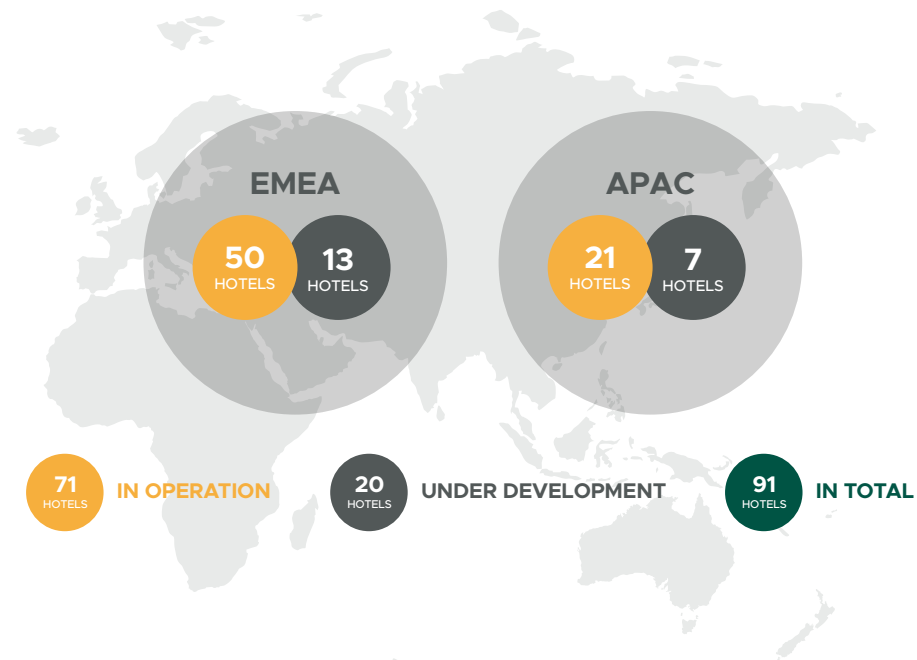 EMEA
50
HOTELS
13
HOTELS
APAC
21
HOTELS
7
HOTELS
71
HOTELS
IN OPERATION
20
HOTELS
UNDER DEVELOPMENT
91
HOTELS
IN TOTAL